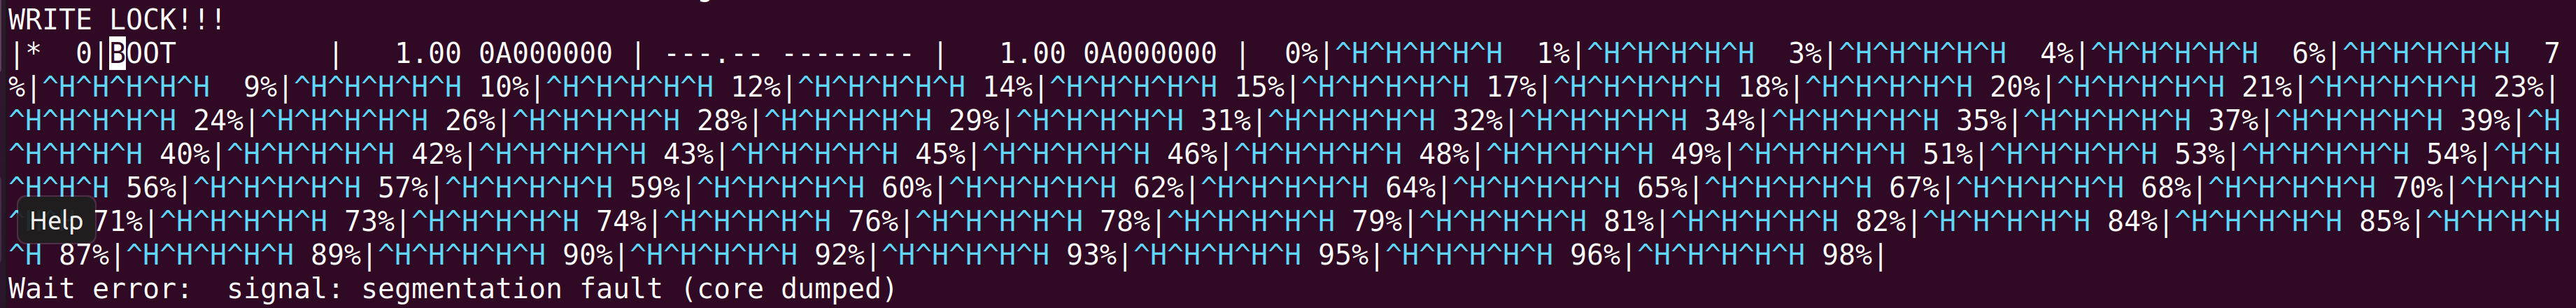 WRITE LOCK!!!
|*  0|BOOT         |   1.00 0A000000 | ---.-- -------- |   1.00 0A000000 |  0%|^H^H^H^H^H  1%|^H^H^H^H^H  3%|^H^H^H^H^H  4%|^H^H^H^H^H  6%|^H^H^H^H^H  7
%|^H^H^H^H^H  9%|^H^H^H^H^H 10%|^H^H^H^H^H 12%|^H^H^H^H^H 14%|^H^H^H^H^H 15%|^H^H^H^H^H 17%|^H^H^H^H^H 18%|^H^H^H^H^H 20%|^H^H^H^H^H 21%|^H^H^H^H^H 23%|
^H^H^H^H^H 24%|^H^H^H^H^H 26%|^H^H^H^H^H 28%|^H^H^H^H^H 29%|^H^H^H^H^H 31%|^H^H^H^H^H 32%|^H^H^H^H^H 34%|^H^H^H^H^H 35%|^H^H^H^H^H 37%|^H^H^H^H^H 39%|^H
^H^H^H^H 40%|^H^H^H^H^H 42%|^H^H^H^H^H 43%|^H^H^H^H^H 45%|^H^H^H^H^H 46%|^H^H^H^H^H 48%|^H^H^H^H^H 49%|^H^H^H^H^H 51%|^H^H^H^H^H 53%|^H^H^H^H^H 54%|^H^H
^H^H^H 56%|^H^H^H^H^H 57%|^H^H^H^H^H 59%|^H^H^H^H^H 60%|^H^H^H^H^H 62%|^H^H^H^H^H 64%|^H^H^H^H^H 65%|^H^H^H^H^H 67%|^H^H^H^H^H 68%|^H^H^H^H^H 70%|^H^H^H
Help 71%|^H^H^H^H^H 73%|^H^H^H^H^H 74%|^H^H^H^H^H 76%|^H^H^H^H^H 78%|^H^H^H^H^H 79%|^H^H^H^H^H 81%|^H^H^H^H^H 82%|^H^H^H^H^H 84%|^H^H^H^H^H 85%|^H^H^H^H
^H 87%|^H^H^H^H^H 89%|^H^H^H^H^H 90%|^H^H^H^H^H 92%|^H^H^H^H^H 93%|^H^H^H^H^H 95%|^H^H^H^H^H 96%|^H^H^H^H^H 98%|
Wait error:  signal: segmentation fault (core dumped)